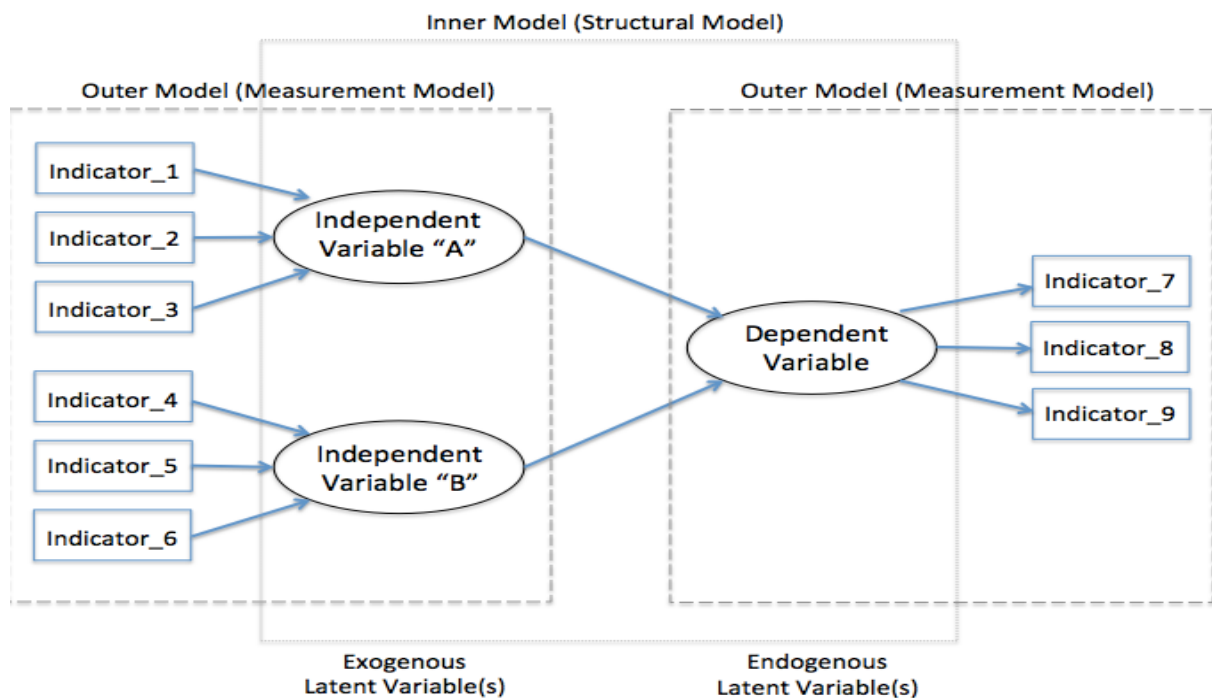 Inner Model (Structural Model)
Outer Model (Measurement Model)
Outer Model (Measurement Model)
Indicator_1
Indicator_2
Indicator_3
Independent
Variable “A”
Indicator_4
Indicator_5
Indicator_6
Independent
Variable “B”
Dependent
Variable
Indicator_7
Indicator_8
Indicator_9
Exogenous
Latent Variable(s)
Endogenous
Latent Variable(s)